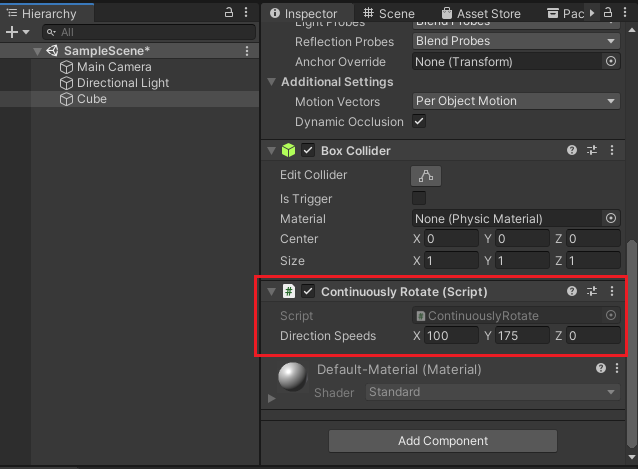 Hierarchy
All
SampleScene*
Main Camera
Directional Light
Cube
Inspector
Scene
Asset Store
Pac
Light Probes Blend Probes
Reflection Probes Blend Probes
Anchor Override None (Transform)
Additional Settings
Motion Vectors Per Object Motion
Dynamic Occlusion
Box Collider
Edit Collider
Is Trigger
Material None (Physic Material)
Center X 0 Y 0 Z 0
Size X 1 Y 1 Z 1
# Continuously Rotate (Script)
Script # ContinuouslyRotate
Direction Speeds X 100 Y 175 Z 0
Default-Material (Material)
Shader Standard
Add Component